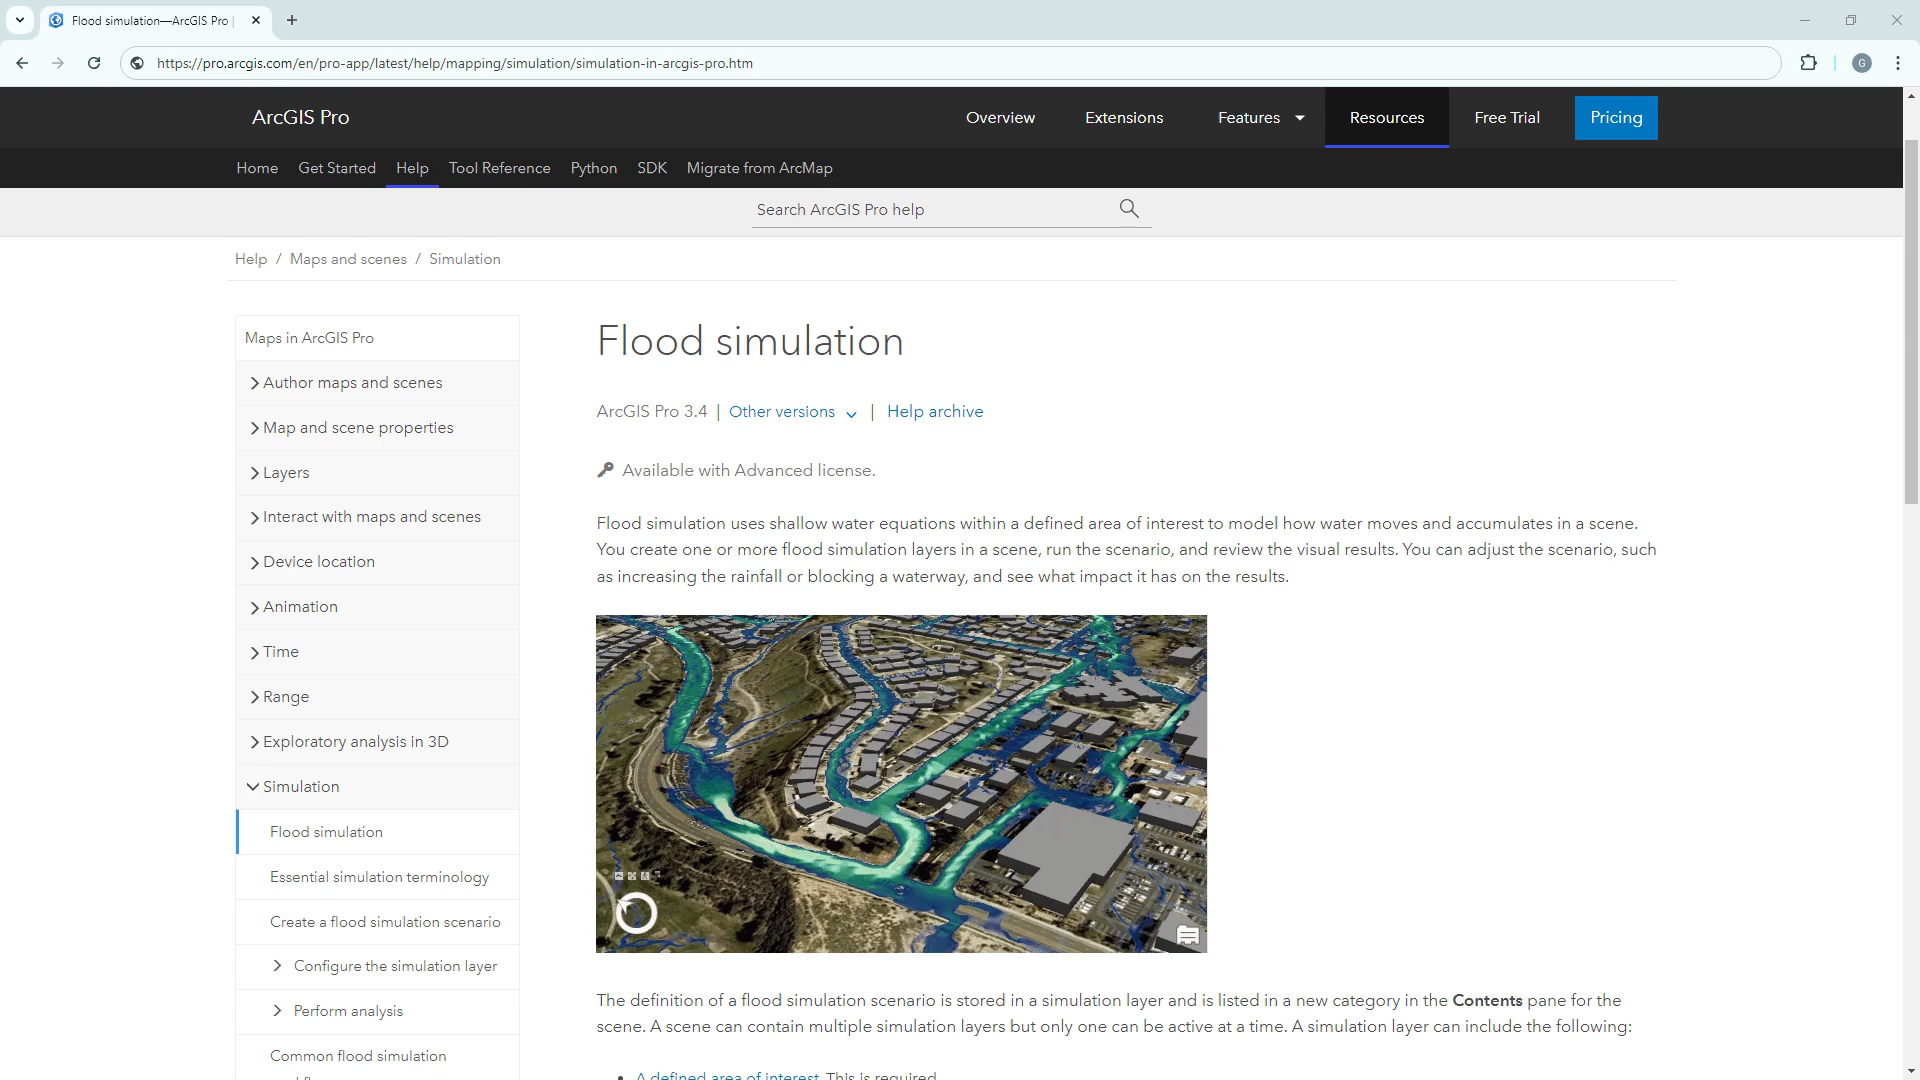 Flood simulation—ArcGIS Pro |
https://pro.arcgis.com/en/pro-app/latest/help/mapping/simulation/simulation-in-arcgis-pro.htm
G
ArcGIS Pro
Overview
Extensions
Features
Resources
Free Trial
Pricing
Home
Get Started
Help
Tool Reference
Python
SDK
Migrate from ArcMap
Search ArcGIS Pro help
Help / Maps and scenes / Simulation
Maps in ArcGIS Pro
Author maps and scenes
Map and scene properties
Layers
Interact with maps and scenes
Device location
Animation
Time
Range
Exploratory analysis in 3D
Simulation
Flood simulation
Essential simulation terminology
Create a flood simulation scenario
Configure the simulation layer
Perform analysis
Common flood simulation
Flood simulation
ArcGIS Pro 3.4 | Other versions | Help archive
Available with Advanced license.
Flood simulation uses shallow water equations within a defined area of interest to model how water moves and accumulates in a scene.
You create one or more flood simulation layers in a scene, run the scenario, and review the visual results. You can adjust the scenario, such
as increasing the rainfall or blocking a waterway, and see what impact it has on the results.
The definition of a flood simulation scenario is stored in a simulation layer and is listed in a new category in the Contents pane for the
scene. A scene can contain multiple simulation layers but only one can be active at a time. A simulation layer can include the following:
• A defined area of interest. This is required.